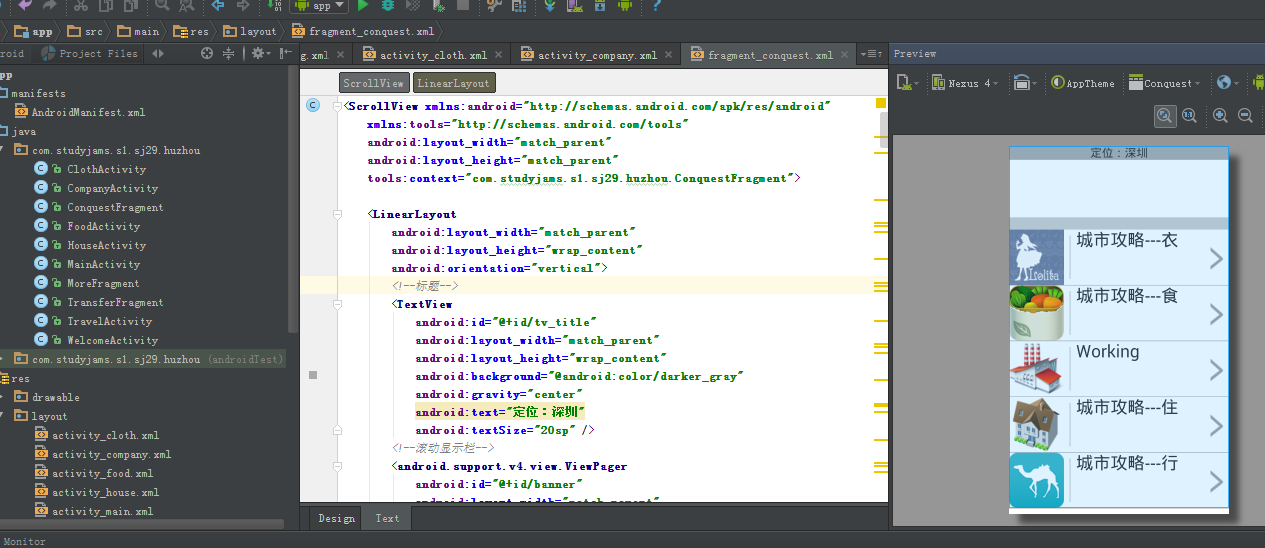 app
app
src
main
res
layout
fragment_conquest.xml
roid
Project Files
g.xml
activity_cloth.xml
activity_company.xml
fragment_conquest.xml
Preview
pp
manifests
AndroidManifest.xml
java
com.studyjams.s1.sj29.huzhou
ClothActivity
CompanyActivity
ConquestFragment
FoodActivity
HouseActivity
MainActivity
MoreFragment
TransferFragment
TravelActivity
WelcomeActivity
com.studyjams.s1.sj29.huzhou (androidTest)
res
drawable
layout
activity_cloth.xml
activity_company.xml
activity_food.xml
activity_house.xml
activity_main.xml
ScrollView
LinearLayout
<ScrollView xmlns:android="http://schemas.android.com/apk/res/android"
xmlns:tools="http://schemas.android.com/tools"
android:layout_width="match_parent"
android:layout_height="match_parent"
tools:context="com.studyjams.s1.sj29.huzhou.ConquestFragment">
<LinearLayout
android:layout_width="match_parent"
android:layout_height="wrap_content"
android:orientation="vertical">
<!--标题-->
<TextView
android:id="@+id/tv_title"
android:layout_width="match_parent"
android:layout_height="wrap_content"
android:background="@android:color/darker_gray"
android:gravity="center"
android:text="定位：深圳"
android:textSize="20sp" />
<!--滚动显示栏-->
<android.support.v4.view.ViewPager
android:id="@+id/banner"
android:layout_width="match_parent"
Design
Text
Nexus 4
AppTheme
Conquest
1:1
定位：深圳
Lolita
城市攻略---衣
城市攻略---食
Working
城市攻略---住
城市攻略---行
Monitor